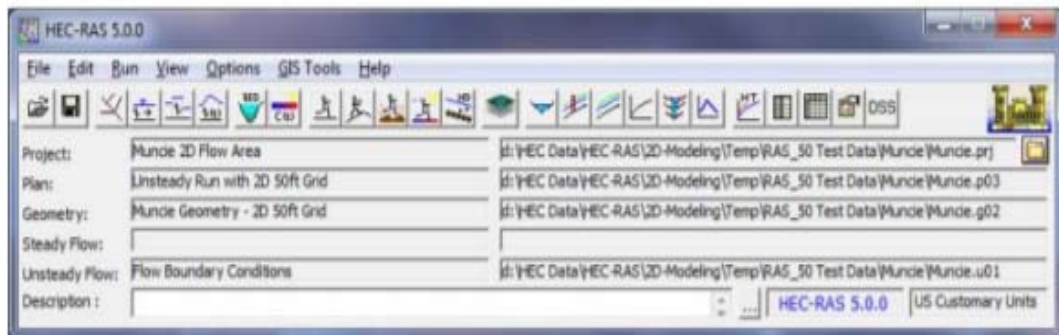 HEC-RAS 5.0.0
File Edit Run View Options GIS Tools Help
DSS
Project: Muncie 2D Flow Area d:\HEC Data\HEC-RAS\2D-Modeling\Temp\RAS_50 Test Data\Muncie\Muncie.prj
Plan: Unsteady Run with 2D 50ft Grid d:\HEC Data\HEC-RAS\2D-Modeling\Temp\RAS_50 Test Data\Muncie\Muncie.p03
Geometry: Muncie Geometry - 2D 50ft Grid d:\HEC Data\HEC-RAS\2D-Modeling\Temp\RAS_50 Test Data\Muncie\Muncie.g02
Steady Flow:
Unsteady Flow: Flow Boundary Conditions d:\HEC Data\HEC-RAS\2D-Modeling\Temp\RAS_50 Test Data\Muncie\Muncie.u01
Description : ... HEC-RAS 5.0.0 US Customary Units